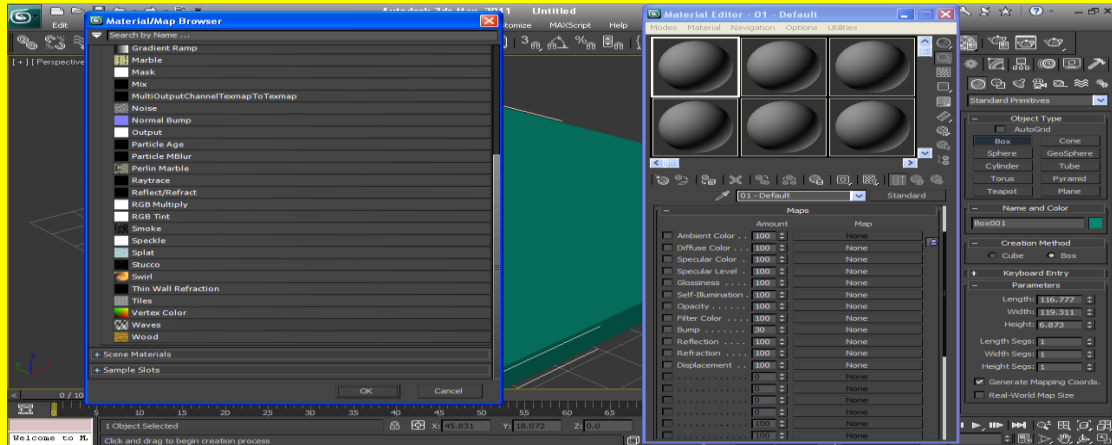 Autodesk 3ds Max 2011 Untitled
Edit
Customize MAXScript Help
[ + ] [ Perspective
Material/Map Browser
Search by Name ...
Gradient Ramp
Marble
Mask
Mix
MultiOutputChannelTexmapToTexmap
Noise
Normal Bump
Output
Particle Age
Particle MBlur
Perlin Marble
Raytrace
Reflect/Refract
RGB Multiply
RGB Tint
Smoke
Speckle
Splat
Stucco
Swirl
Thin Wall Refraction
Tiles
Vertex Color
Waves
Wood
+ Scene Materials
+ Sample Slots
OK Cancel
Material Editor - 01 - Default
Modes Material Navigation Options Utilities
01 - Default Standard
Maps
Amount Map
Ambient Color . . 100 None
Diffuse Color . . . 100 None
Specular Color . 100 None
Specular Level . 100 None
Glossiness . . . . 100 None
Self-Illumination . 100 None
Opacity . . . . . . 100 None
Filter Color . . . . 100 None
Bump . . . . . . . 30 None
Reflection . . . . 100 None
Refraction . . . . 100 None
Displacement . . 100 None
. . . . . . . . . . . . 0 None
. . . . . . . . . . . . 0 None
. . . . . . . . . . . . 0 None
. . . . . . . . . . . . 0 None
. . . . . . . . . . . . 100 None
Standard Primitives
Object Type
AutoGrid
Box Cone
Sphere GeoSphere
Cylinder Tube
Torus Pyramid
Teapot Plane
Name and Color
Box001
Creation Method
Cube Box
Keyboard Entry
Parameters
Length: 116.777
Width: 119.311
Height: 6.873
Length Segs: 1
Width Segs: 1
Height Segs: 1
Generate Mapping Coords.
Real-World Map Size
0 / 10
5 10 15 20 25 30 35 40 45 50 55 60 65
1 Object Selected X: 45.831 Y: 18.072 Z: 0.0
Welcome to M. Click and drag to begin creation process